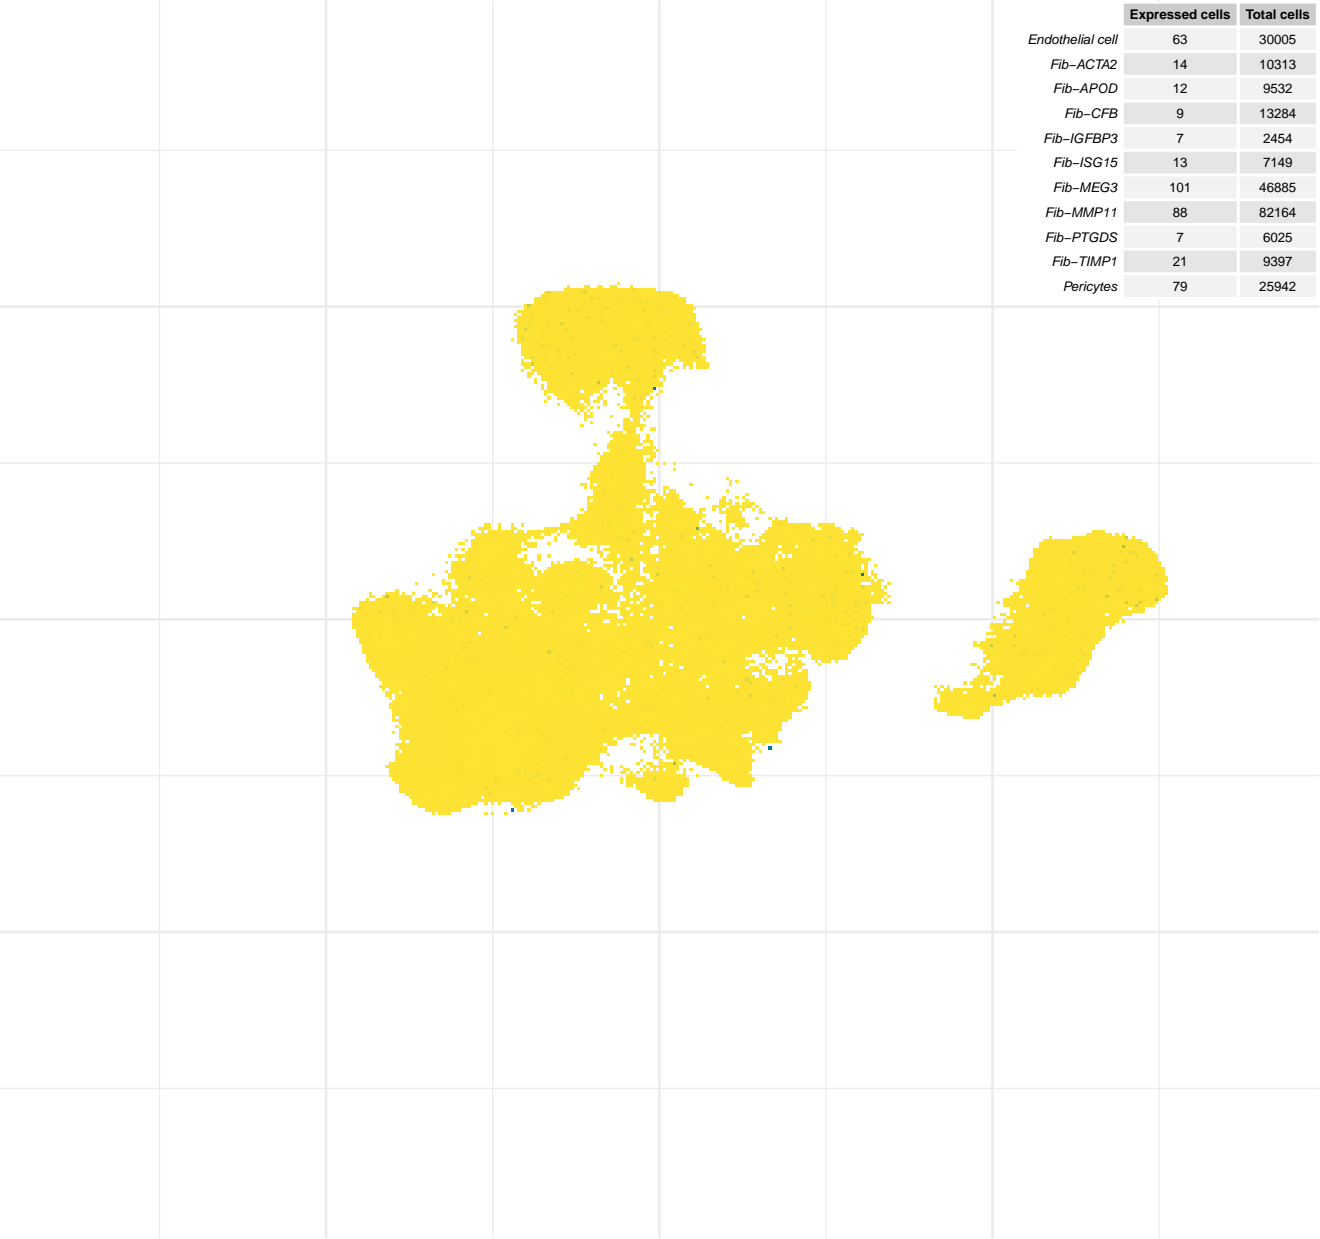 Expressed cells Total cells
Endothelial cell 63 30005
Fib−ACTA2 14 10313
Fib−APOD 12 9532
Fib−CFB 9 13284
Fib−IGFBP3 7 2454
Fib−ISG15 13 7149
Fib−MEG3 101 46885
Fib−MMP11 88 82164
Fib−PTGDS 7 6025
Fib−TIMP1 21 9397
Pericytes 79 25942